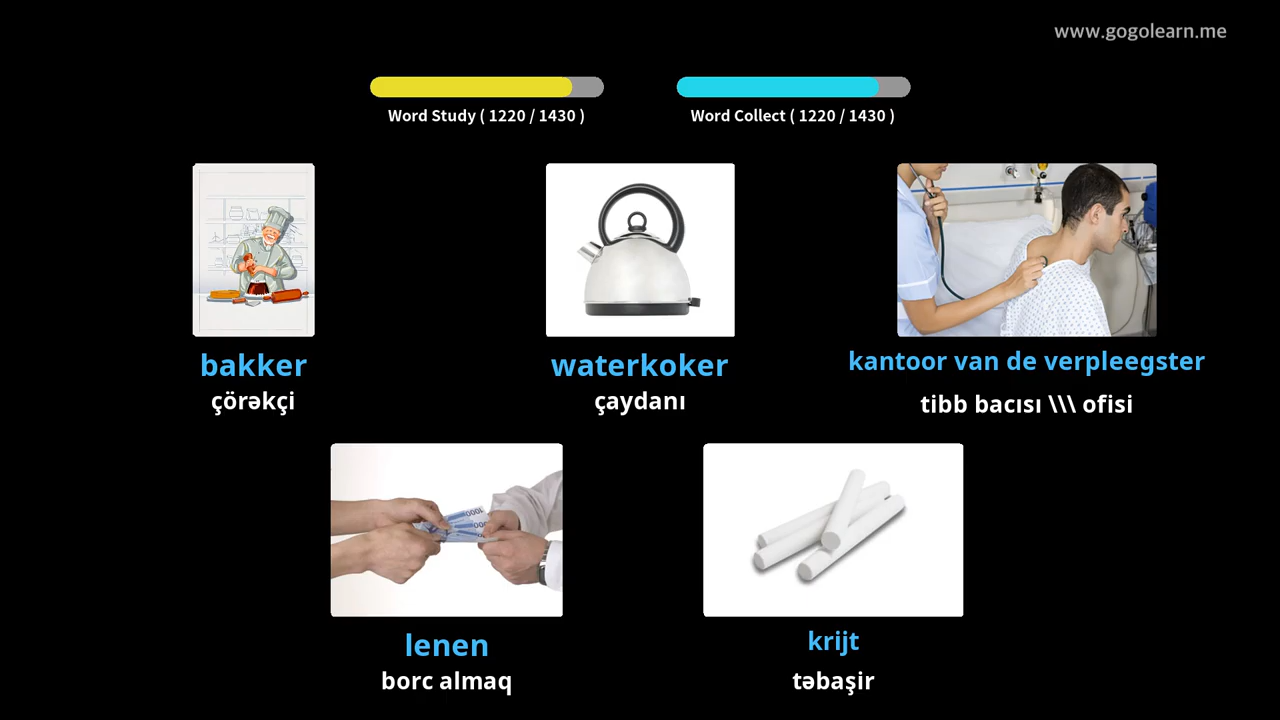 www.gogolearn.me
Word Study ( 1220 / 1430 )
Word Collect ( 1220 / 1430 )
bakker
çörəkçi
waterkoker
çaydanı
kantoor van de verpleegster
tibb bacısı \\\ ofisi
lenen
borc almaq
krijt
təbaşir